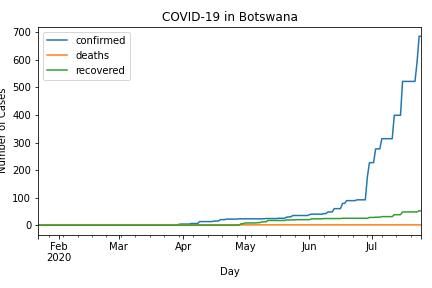 COVID-19 in Botswana
700
600
500
400
300
200
100
0
confirmed
deaths
recovered
Number of Cases
Feb Mar Apr May Jun Jul
2020
Day